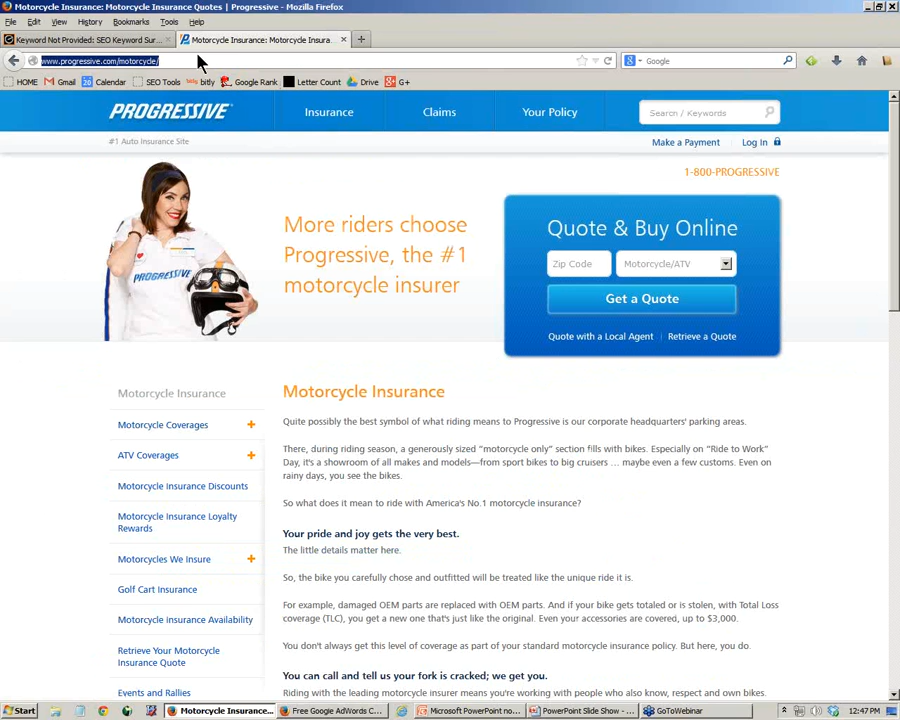 Motorcycle Insurance: Motorcycle Insurance Quotes | Progressive - Mozilla Firefox
File Edit View History Bookmarks Tools Help
Keyword Not Provided: SEO Keyword Sur... × Motorcycle Insurance: Motorcycle Insura... × +
www.progressive.com/motorcycle/ Google
HOME Gmail 20 Calendar SEO Tools bitly Google Rank Letter Count Drive G+
PROGRESSIVE Insurance Claims Your Policy Search / Keywords
#1 Auto Insurance Site Make a Payment Log In
1-800-PROGRESSIVE
More riders choose
Progressive, the #1
motorcycle insurer
PROGRESSIVE
Quote & Buy Online
Zip Code Motorcycle/ATV
Get a Quote
Quote with a Local Agent | Retrieve a Quote
Motorcycle Insurance
Motorcycle Coverages +
ATV Coverages +
Motorcycle Insurance Discounts
Motorcycle Insurance Loyalty
Rewards
Motorcycles We Insure +
Golf Cart Insurance
Motorcycle Insurance Availability
Retrieve Your Motorcycle
Insurance Quote
Events and Rallies
Motorcycle Insurance
Quite possibly the best symbol of what riding means to Progressive is our corporate headquarters' parking areas.
There, during riding season, a generously sized "motorcycle only" section fills with bikes. Especially on "Ride to Work"
Day, it's a showroom of all makes and models—from sport bikes to big cruisers ... maybe even a few customs. Even on
rainy days, you see the bikes.
So what does it mean to ride with America's No.1 motorcycle insurance?
Your pride and joy gets the very best.
The little details matter here.
So, the bike you carefully chose and outfitted will be treated like the unique ride it is.
For example, damaged OEM parts are replaced with OEM parts. And if your bike gets totaled or is stolen, with Total Loss
coverage (TLC), you get a new one that's just like the original. Even your accessories are covered, up to $3,000.
You don't always get this level of coverage as part of your standard motorcycle insurance policy. But here, you do.
You can call and tell us your fork is cracked; we get you.
Riding with the leading motorcycle insurer means you're working with people who also know, respect and own bikes.
Start Motorcycle Insurance... Free Google AdWords C... Microsoft PowerPoint no... PowerPoint Slide Show - ... GoToWebinar 12:47 PM